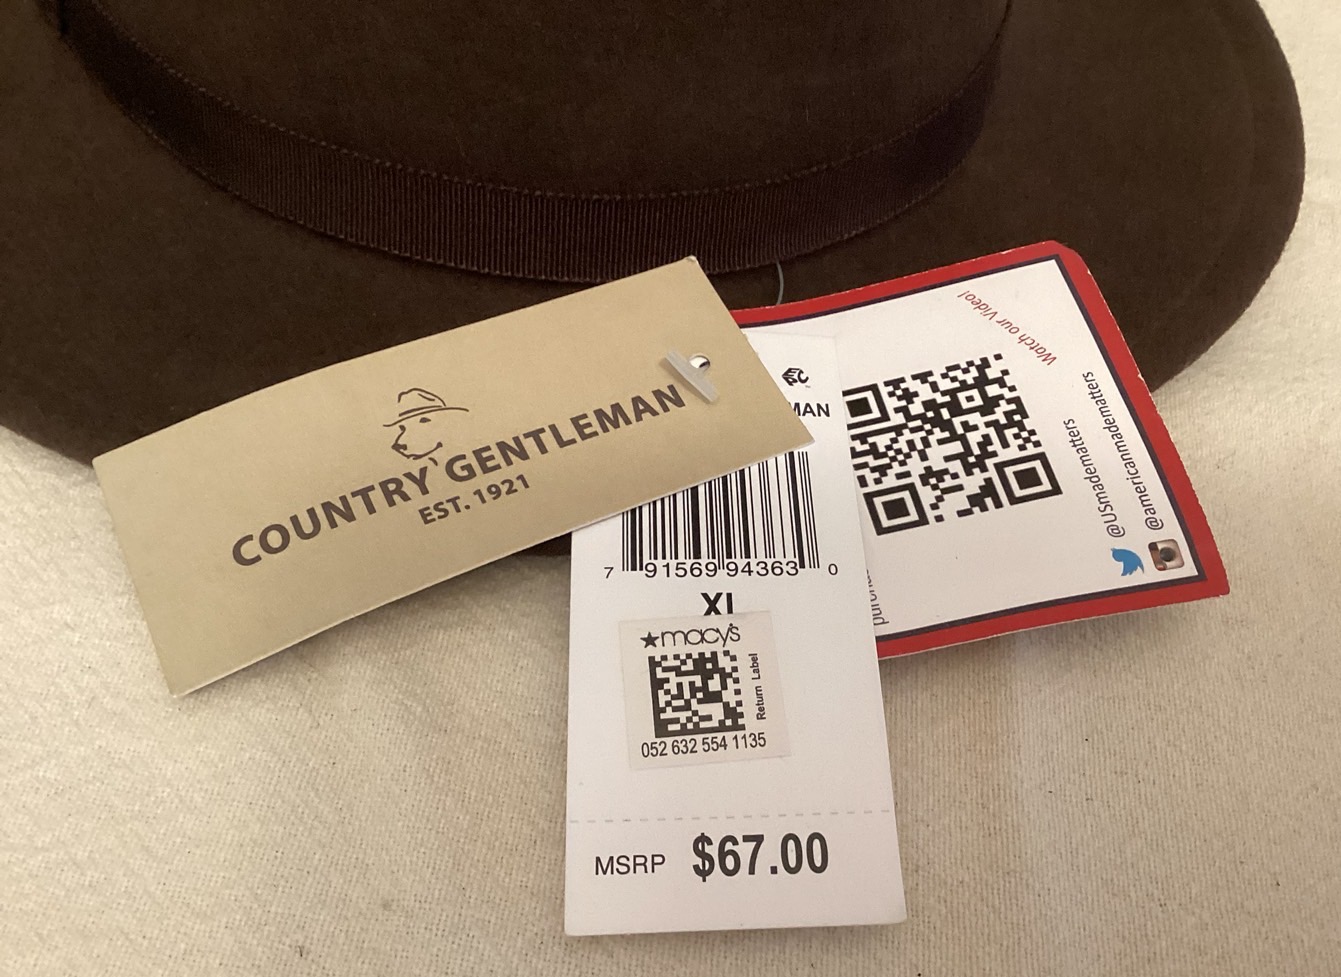 COUNTRY GENTLEMAN
EST. 1921
MAN
7 91569 94363 0
XL
★macy's
Return Label
052 632 554 1135
MSRP $67.00
Watch our Video!
@USmadematters
@americanmadematters